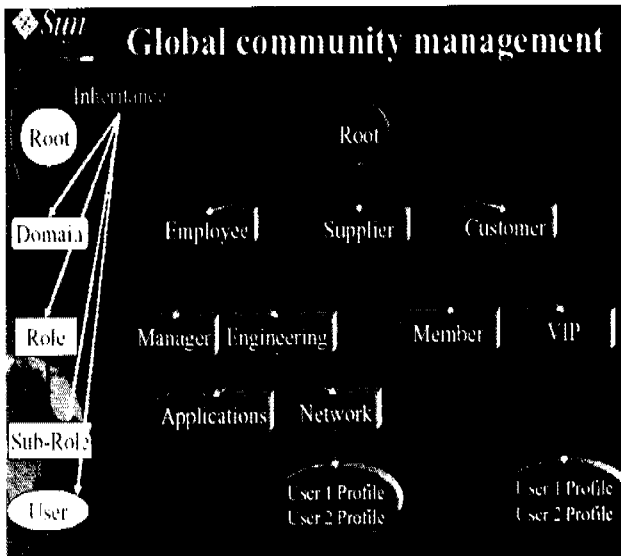 Sun
Global community management
Inheritance
Root
Root
Domain
Employee
Supplier
Customer
Role
Manager
Engineering
Member
VIP
Applications
Network
Sub-Role
User
User 1 Profile
User 2 Profile
User 1 Profile
User 2 Profile